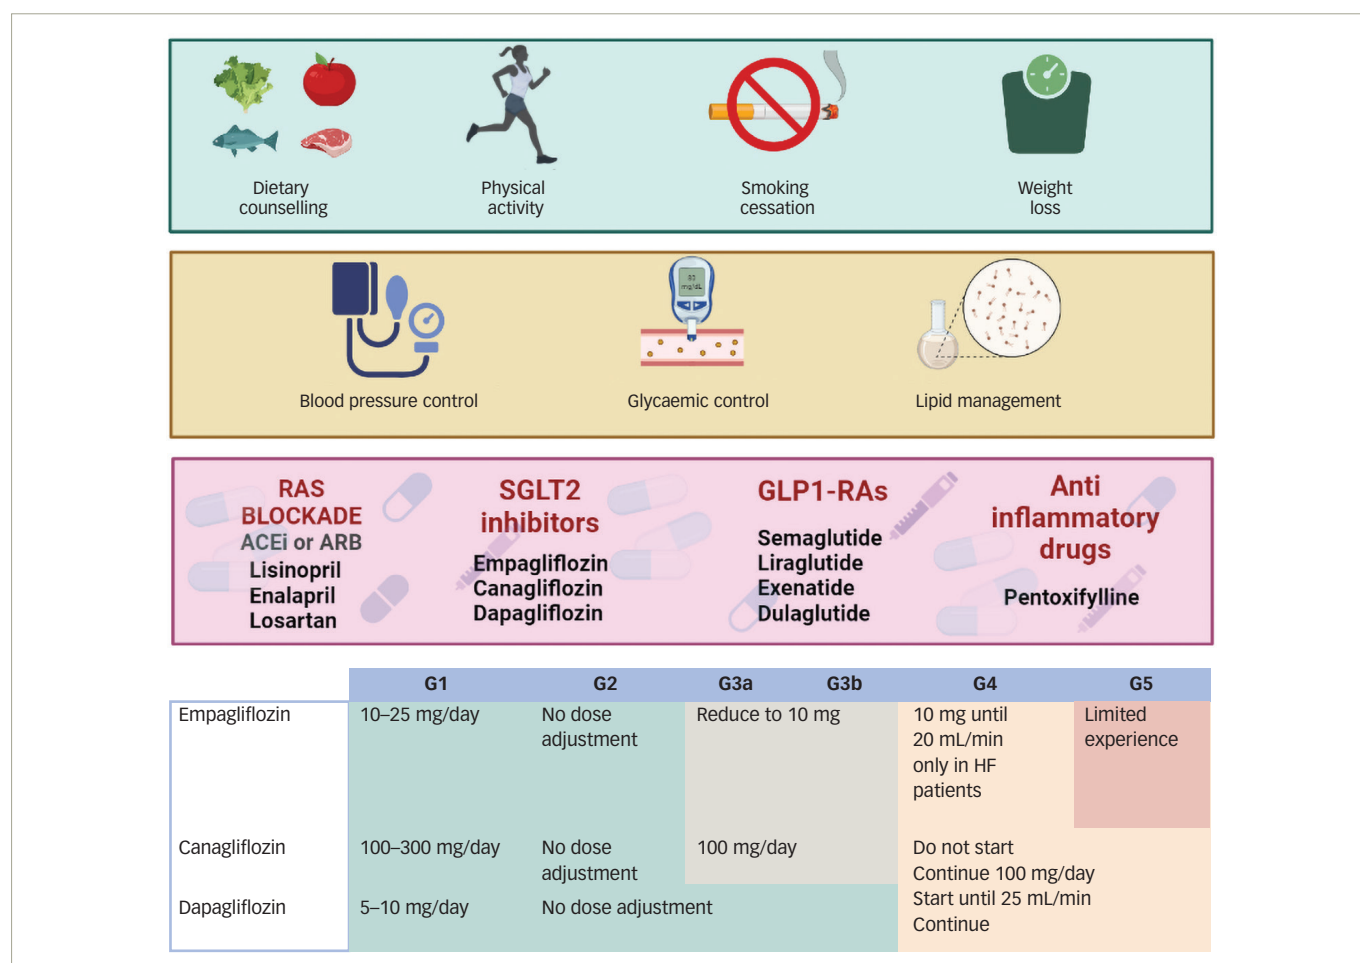 Dietary
counselling
Physical
activity
Smoking
cessation
Weight
loss
80
mg/dL
Blood pressure control
Glycaemic control
Lipid management
RAS
BLOCKADE
ACEi or ARB
Lisinopril
Enalapril
Losartan
SGLT2
inhibitors
Empagliflozin
Canagliflozin
Dapagliflozin
GLP1-RAs
Semaglutide
Liraglutide
Exenatide
Dulaglutide
Anti
inflammatory
drugs
Pentoxifylline
G1 G2 G3a G3b G4 G5
Empagliflozin
10–25 mg/day
No dose
adjustment
Reduce to 10 mg
10 mg until
20 mL/min
only in HF
patients
Limited
experience
Canagliflozin
100–300 mg/day
No dose
adjustment
100 mg/day
Do not start
Continue 100 mg/day
Dapagliflozin
5–10 mg/day
No dose adjustment
Start until 25 mL/min
Continue